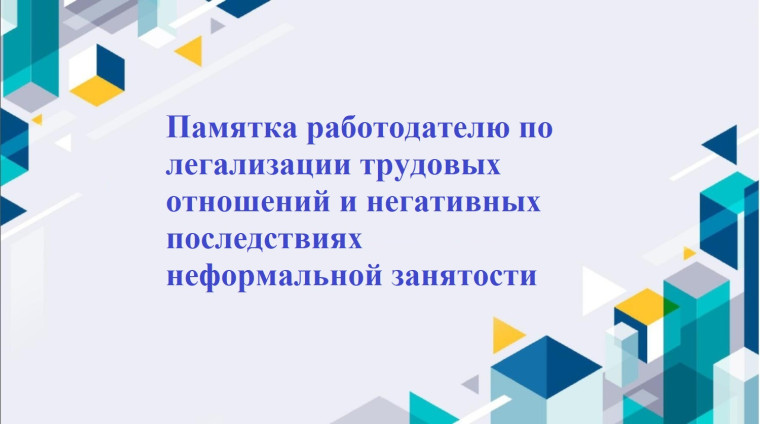 Памятка работодателю по
легализации трудовых
отношений и негативных
последствиях
неформальной занятости